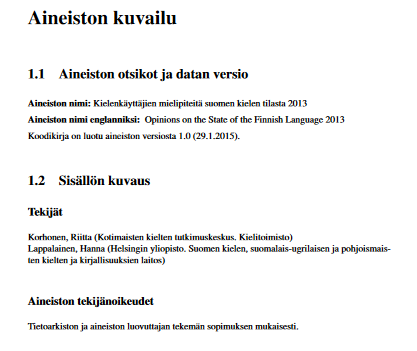 Aineiston kuvailu
1.1 Aineiston otsikot ja datan versio
Aineiston nimi: Kielenkäyttäjien mielipiteitä suomen kielen tilasta 2013
Aineiston nimi englanniksi: Opinions on the State of the Finnish Language 2013
Koodikirja on luotu aineiston versiosta 1.0 (29.1.2015).
1.2 Sisällön kuvaus
Tekijät
Korhonen, Riitta (Kotimaisten kielten tutkimuskeskus. Kielitoimisto)
Lappalainen, Hanna (Helsingin yliopisto. Suomen kielen, suomalais-ugrilaisen ja pohjoismais-
ten kielten ja kirjallisuuksien laitos)
Aineiston tekijänoikeudet
Tietoarkiston ja aineiston luovuttajan tekemän sopimuksen mukaisesti.